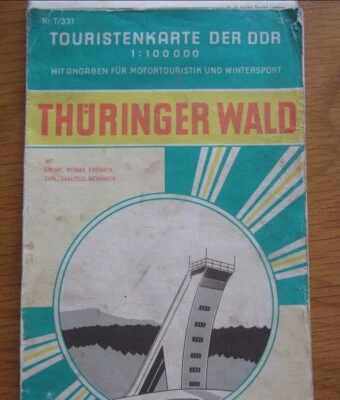 Nr. T/331
TOURISTENKARTE DER DDR
1:100000
MIT ANGABEN FÜR MOTORTOURISTIK UND WINTERSPORT
THÜRINGER WALD
MIT
ERFURT, WEIMAR, EISENACH,
SUHL, SAALFELD, MEININGEN